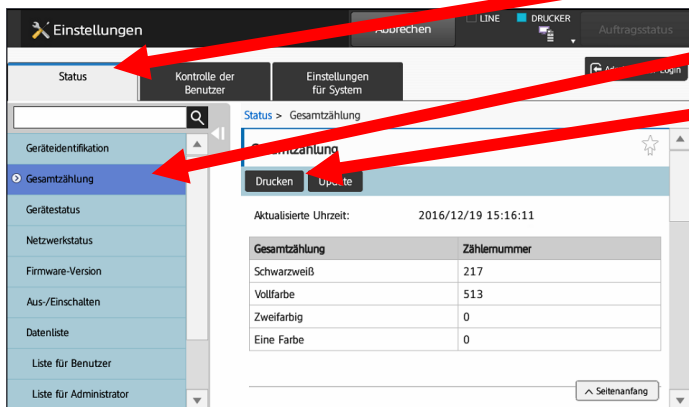 Einstellungen
LINE
DRUCKER
Auftragsstatus
Status
Kontrolle der
Benutzer
Einstellungen
für System
Status > Gesamtzählung
Geräteidentifikation
Gesamtzählung
Gesamtzählung
Drucken
Update
Gerätestatus
Aktualisierte Uhrzeit: 2016/12/19 15:16:11
Netzwerkstatus
Gesamtzählung Zählernummer
Firmware-Version
Schwarzweiß 217
Vollfarbe 513
Aus-/Einschalten
Zweifarbig 0
Datenliste
Eine Farbe 0
Liste für Benutzer
Liste für Administrator
Seitenanfang